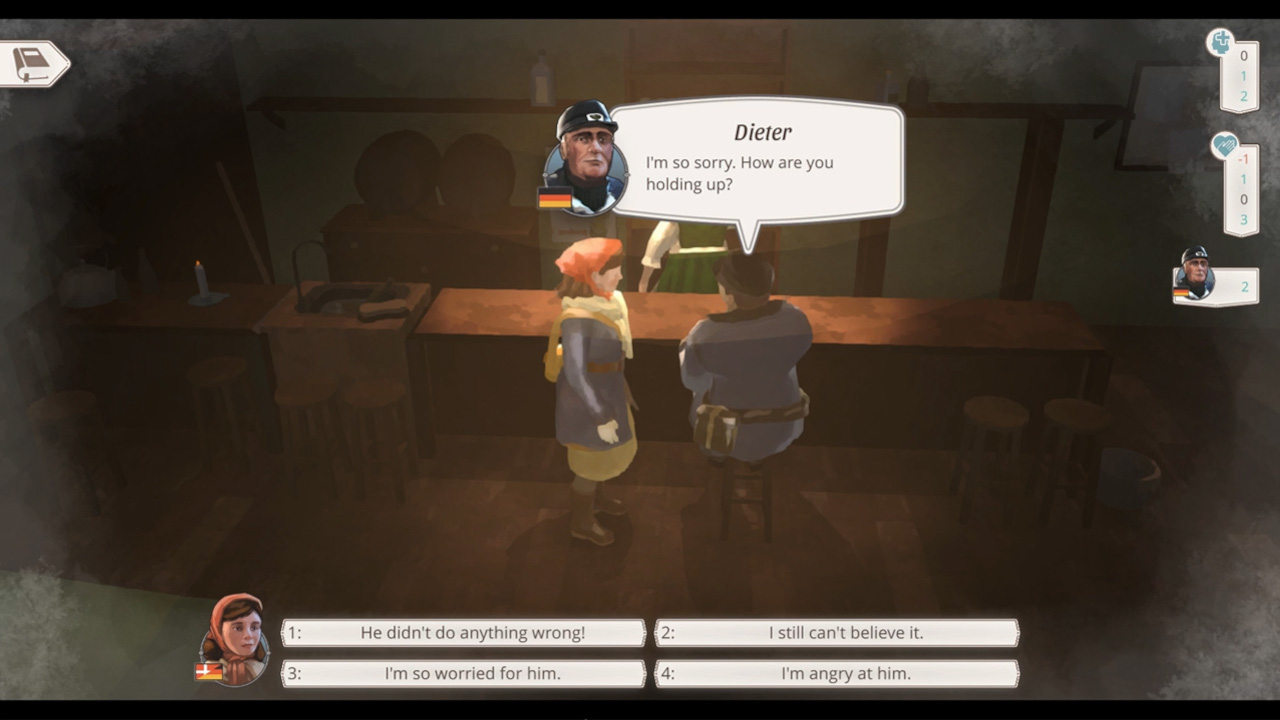 Dieter
I'm so sorry. How are you
holding up?
0
1
2
-1
1
0
3
2
1: He didn't do anything wrong!
2: I still can't believe it.
3: I'm so worried for him.
4: I'm angry at him.